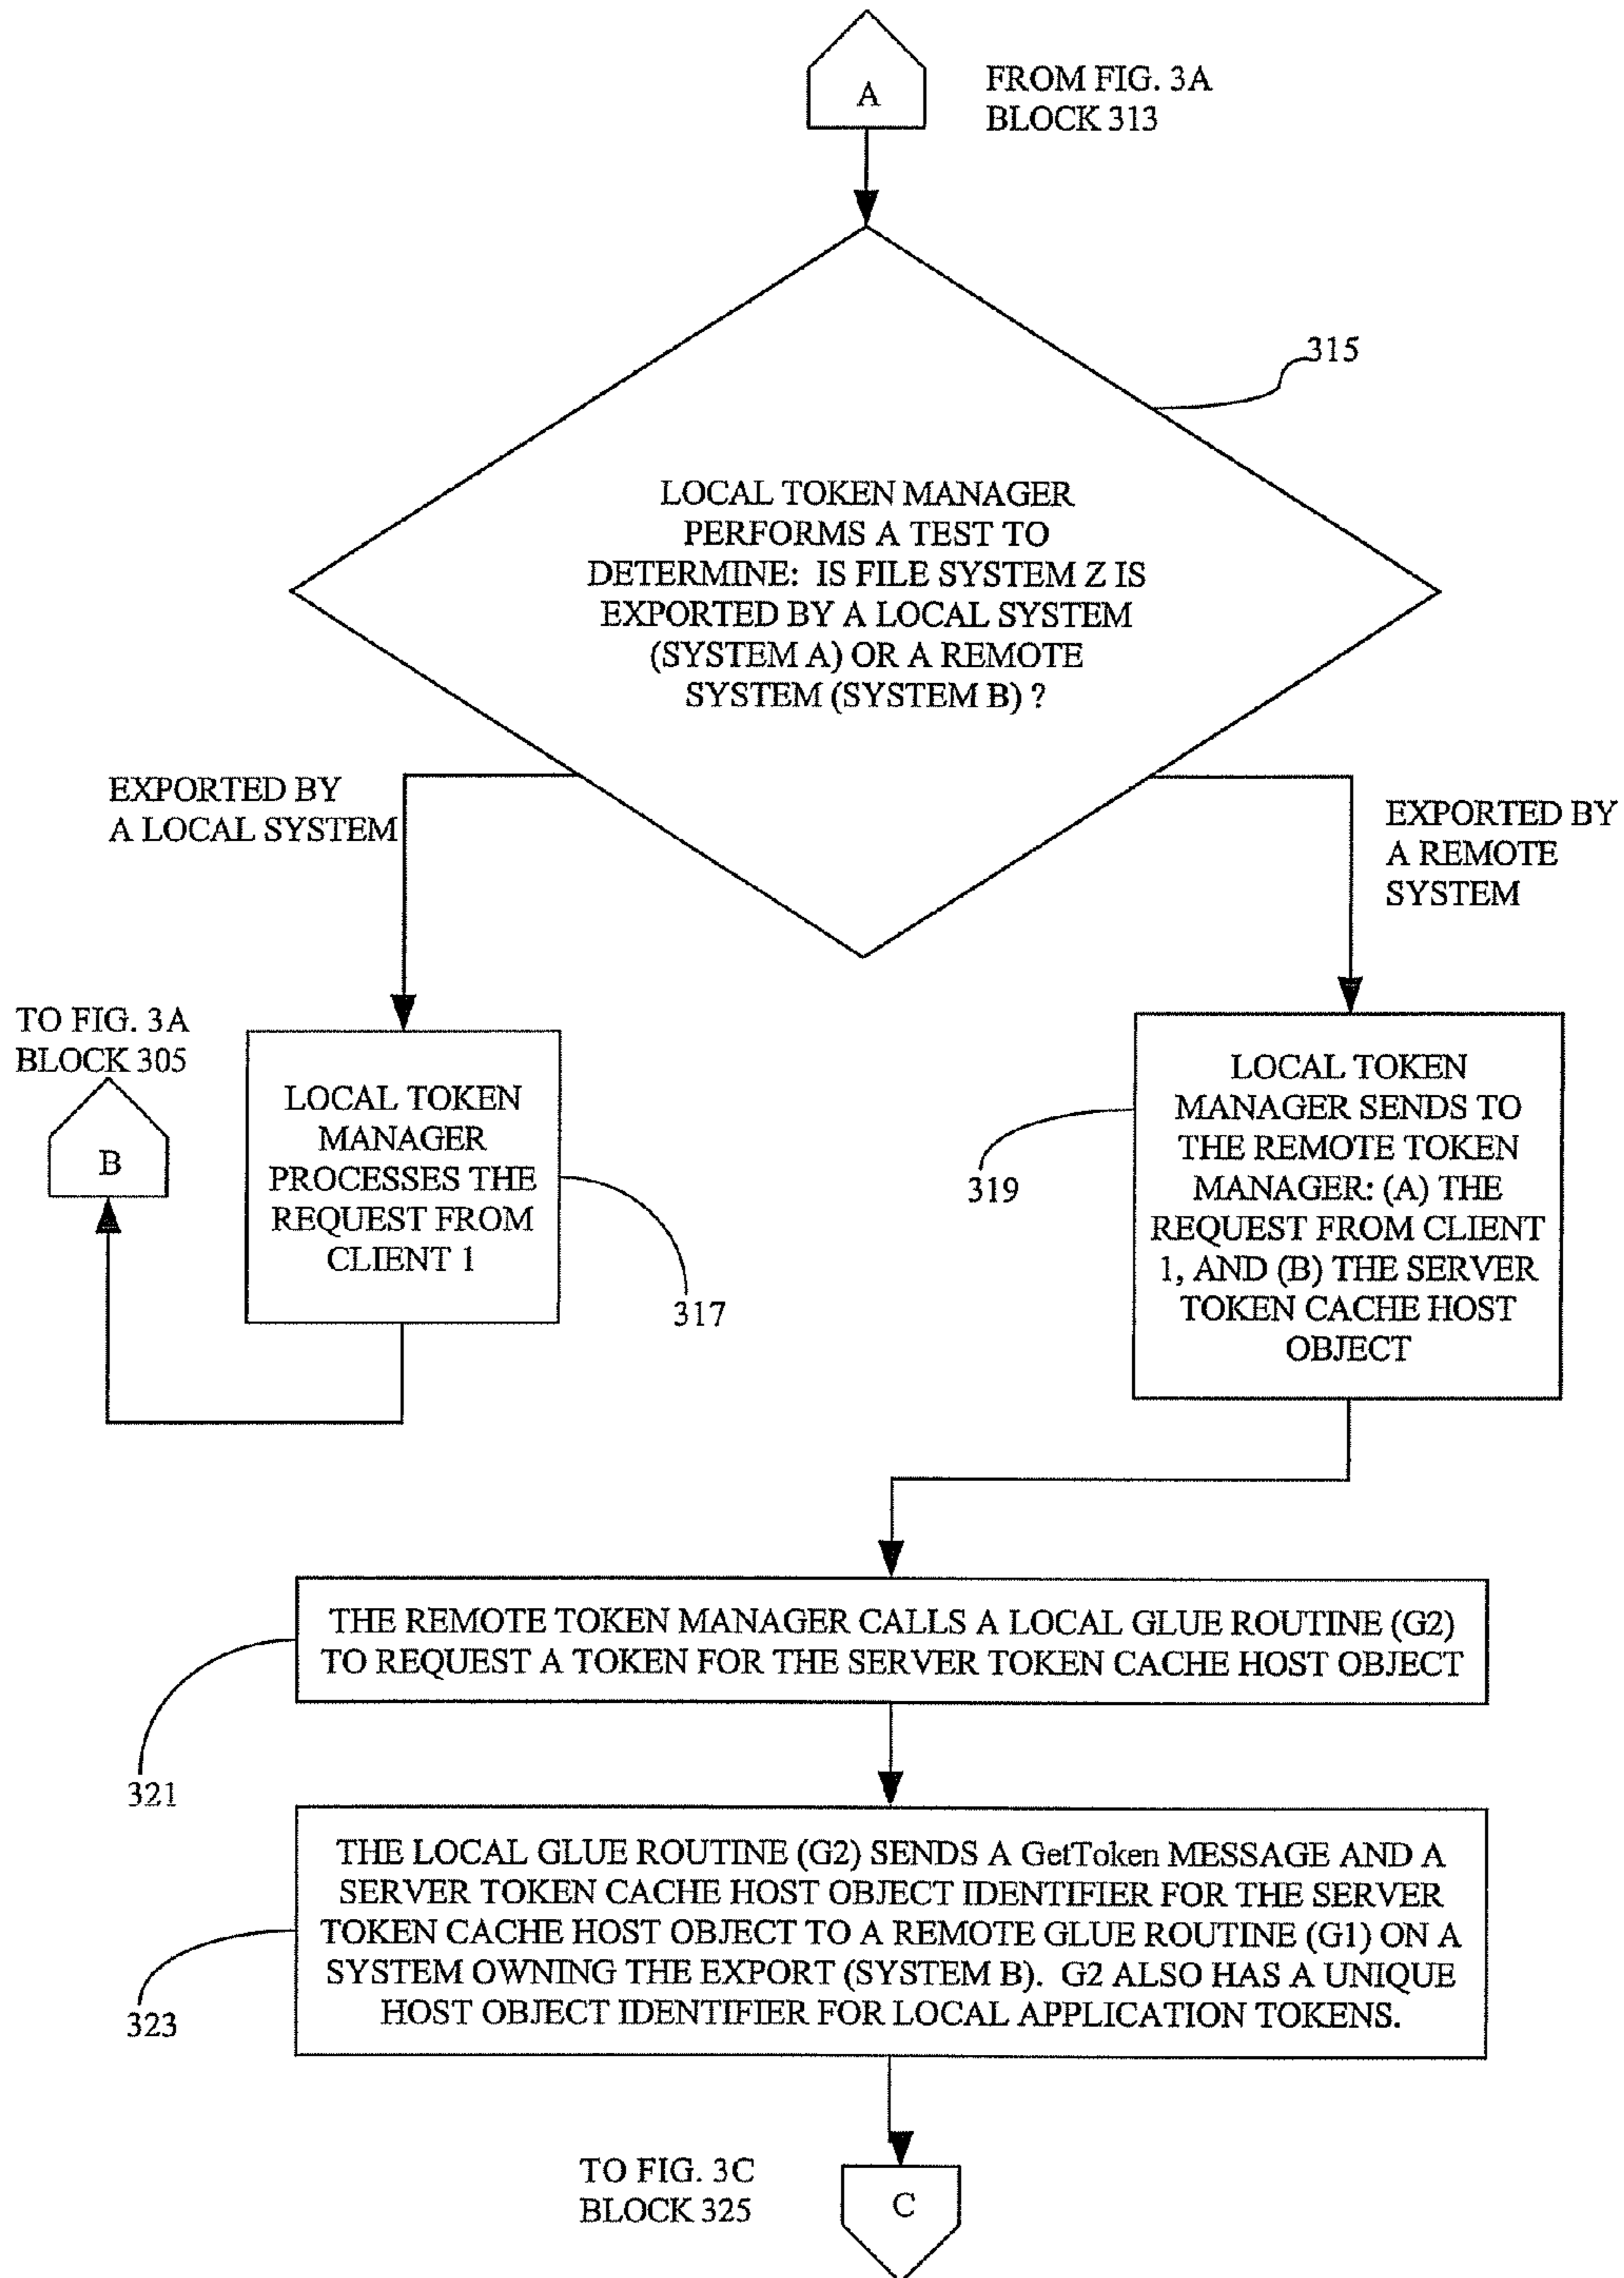 A
FROM FIG. 3A
BLOCK 313
315
LOCAL TOKEN MANAGER
PERFORMS A TEST TO
DETERMINE: IS FILE SYSTEM Z IS
EXPORTED BY A LOCAL SYSTEM
(SYSTEM A) OR A REMOTE
SYSTEM (SYSTEM B) ?
EXPORTED BY
A LOCAL SYSTEM
EXPORTED BY
A REMOTE
SYSTEM
TO FIG. 3A
BLOCK 305
B
LOCAL TOKEN
MANAGER
PROCESSES THE
REQUEST FROM
CLIENT 1
317
LOCAL TOKEN
MANAGER SENDS TO
THE REMOTE TOKEN
MANAGER: (A) THE
REQUEST FROM CLIENT
1, AND (B) THE SERVER
TOKEN CACHE HOST
OBJECT
319
THE REMOTE TOKEN MANAGER CALLS A LOCAL GLUE ROUTINE (G2)
TO REQUEST A TOKEN FOR THE SERVER TOKEN CACHE HOST OBJECT
321
THE LOCAL GLUE ROUTINE (G2) SENDS A GetToken MESSAGE AND A
SERVER TOKEN CACHE HOST OBJECT IDENTIFIER FOR THE SERVER
TOKEN CACHE HOST OBJECT TO A REMOTE GLUE ROUTINE (G1) ON A
SYSTEM OWNING THE EXPORT (SYSTEM B). G2 ALSO HAS A UNIQUE
HOST OBJECT IDENTIFIER FOR LOCAL APPLICATION TOKENS.
323
TO FIG. 3C
BLOCK 325
C